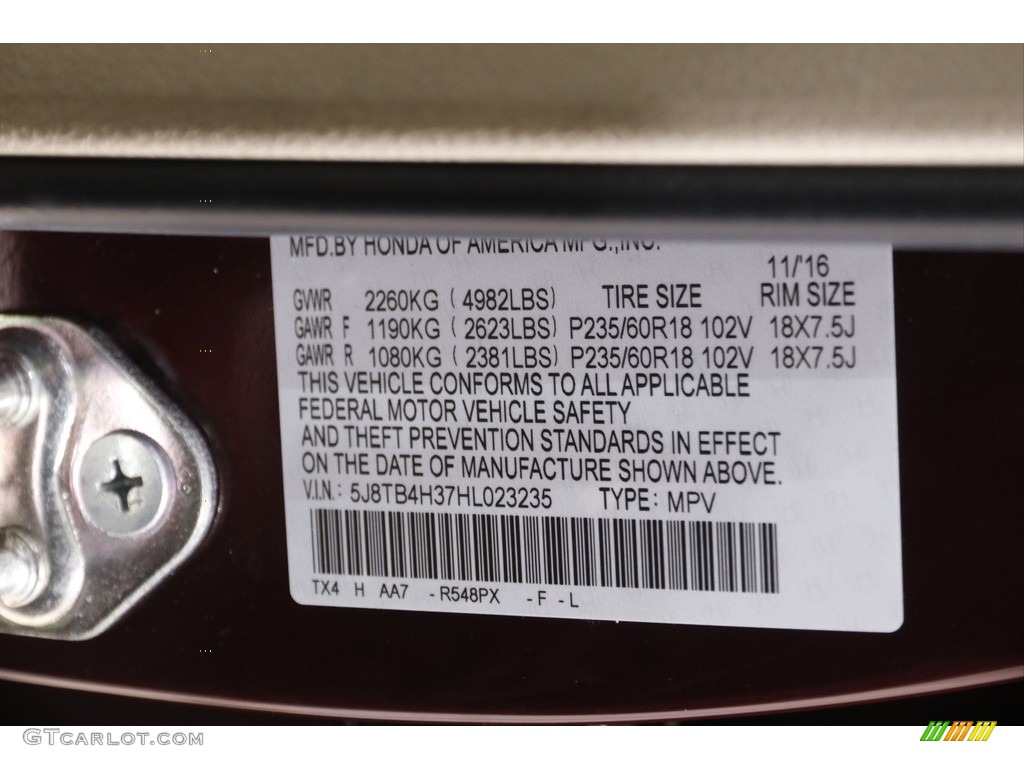 MFD.BY HONDA OF AMERICA MFG.,INC.
11/'16
GVWR 2260KG ( 4982LBS) TIRE SIZE RIM SIZE
GAWR F 1190KG ( 2623LBS) P235/60R18 102V 18X7.5J
GAWR R 1080KG ( 2381LBS) P235/60R18 102V 18X7.5J
THIS VEHICLE CONFORMS TO ALL APPLICABLE
FEDERAL MOTOR VEHICLE SAFETY
AND THEFT PREVENTION STANDARDS IN EFFECT
ON THE DATE OF MANUFACTURE SHOWN ABOVE.
V.I.N.: 5J8TB4H37HL023235 TYPE: MPV
TX4 H AA7 - R548PX - F - L
GTCARLOT.COM